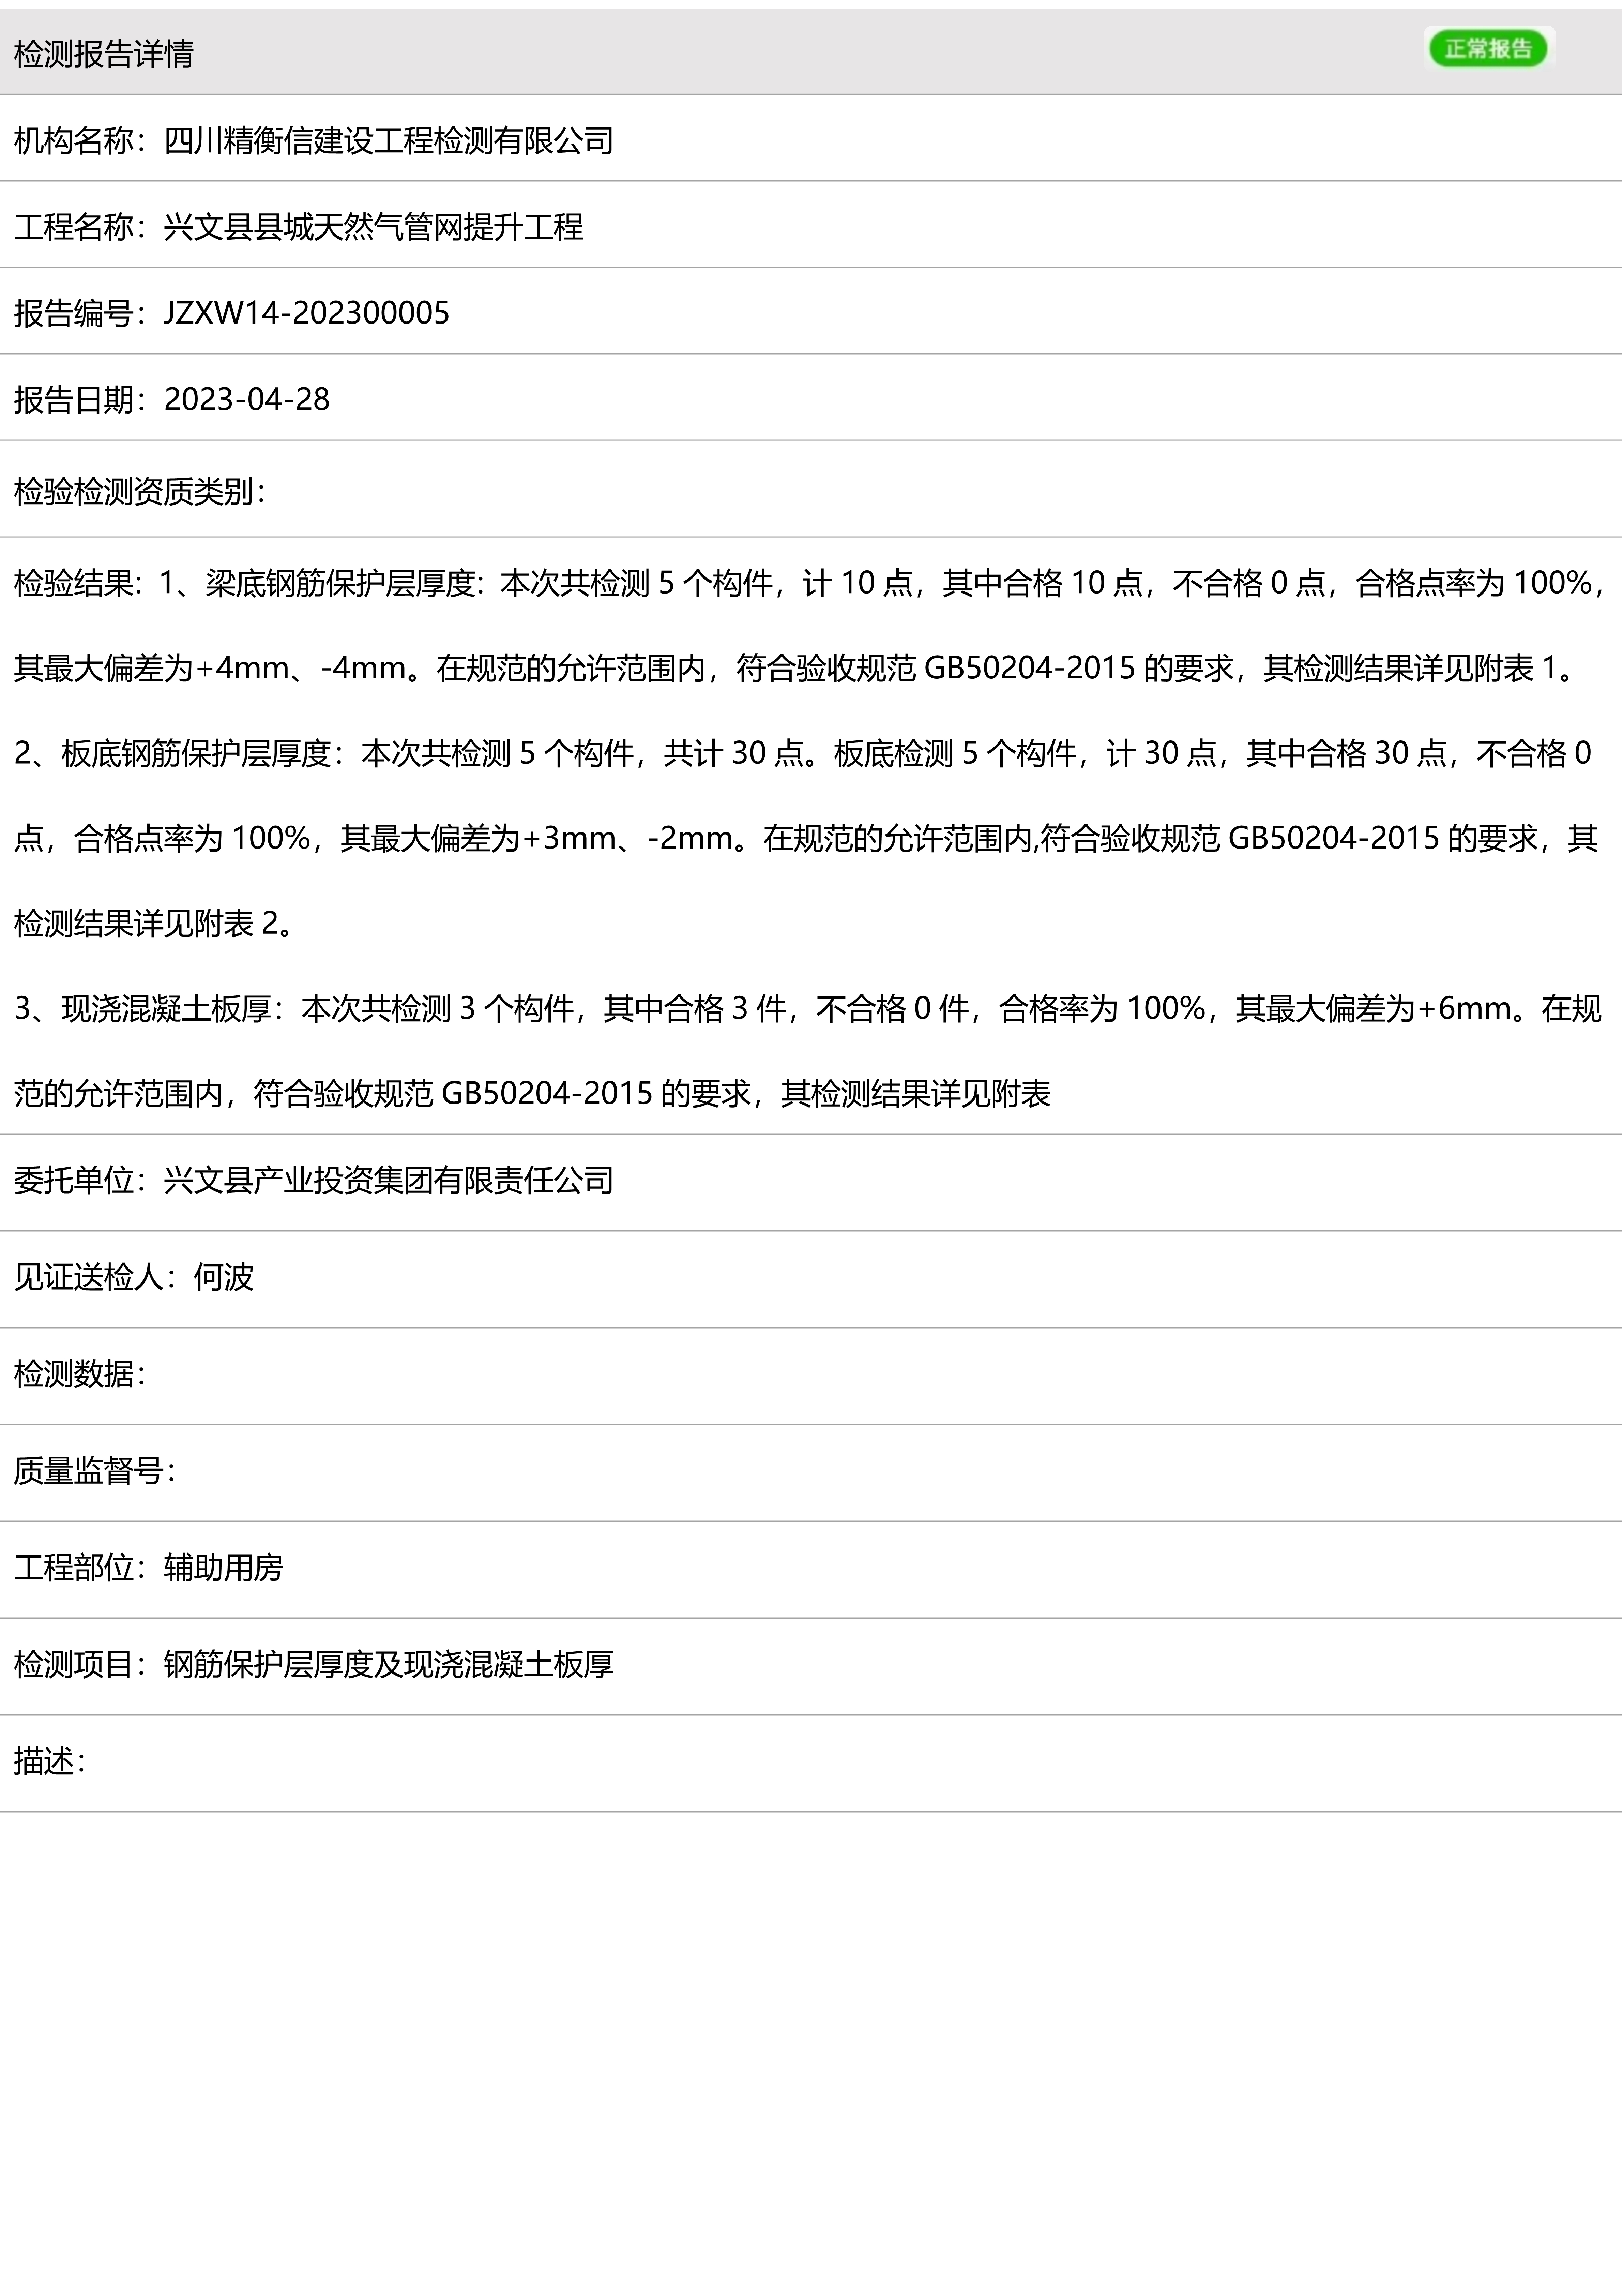 检测报告详情
正常报告
机构名称：四川精衡信建设工程检测有限公司
工程名称：兴文县县城天然气管网提升工程
报告编号：JZXW14-202300005
报告日期：2023-04-28
检验检测资质类别：
检验结果：1、梁底钢筋保护层厚度：本次共检测 5 个构件，计 10 点，其中合格 10 点，不合格 0 点，合格点率为 100%，
其最大偏差为+4mm、-4mm。在规范的允许范围内，符合验收规范 GB50204-2015 的要求，其检测结果详见附表 1。
2、板底钢筋保护层厚度：本次共检测 5 个构件，共计 30 点。板底检测 5 个构件，计 30 点，其中合格 30 点，不合格 0
点，合格点率为 100%，其最大偏差为+3mm、-2mm。在规范的允许范围内,符合验收规范 GB50204-2015 的要求，其
检测结果详见附表 2。
3、现浇混凝土板厚：本次共检测 3 个构件，其中合格 3 件，不合格 0 件，合格率为 100%，其最大偏差为+6mm。在规
范的允许范围内，符合验收规范 GB50204-2015 的要求，其检测结果详见附表
委托单位：兴文县产业投资集团有限责任公司
见证送检人：何波
检测数据：
质量监督号：
工程部位：辅助用房
检测项目：钢筋保护层厚度及现浇混凝土板厚
描述：